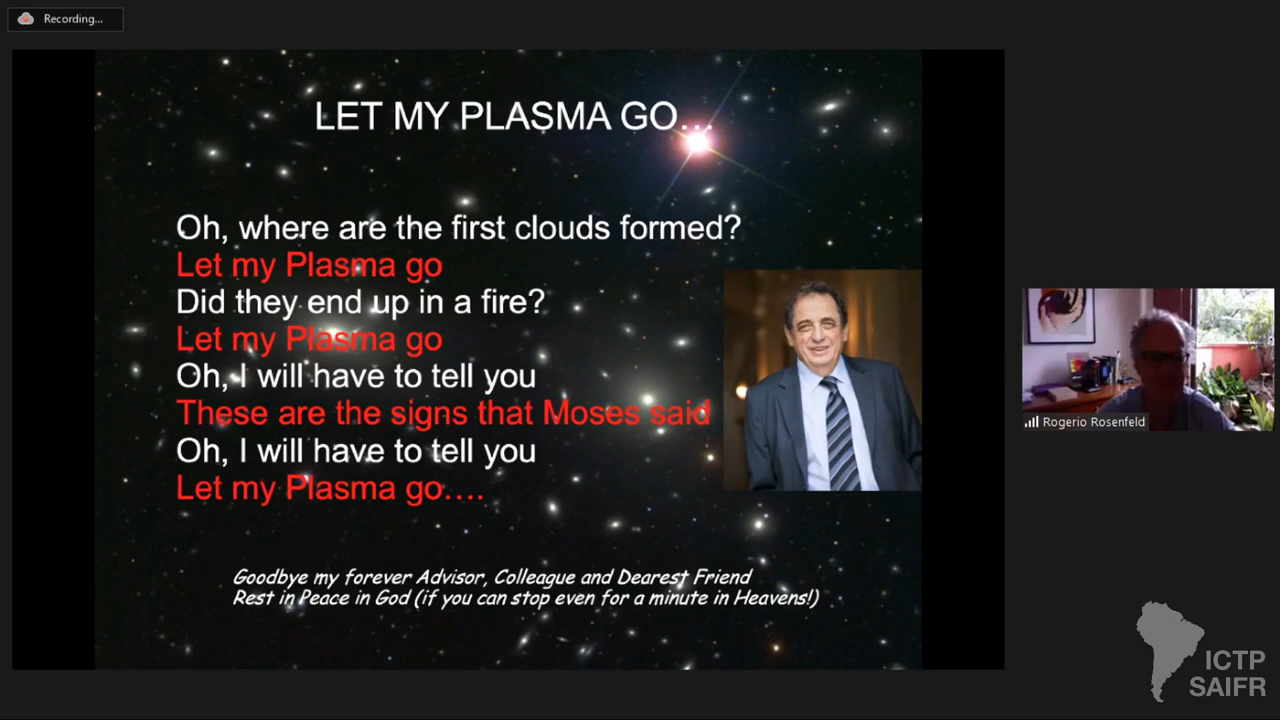 Recording...
LET MY PLASMA GO...
Oh, where are the first clouds formed?
Let my Plasma go
Did they end up in a fire?
Let my Plasma go
Oh, I will have to tell you
These are the signs that Moses said
Oh, I will have to tell you
Let my Plasma go....
Goodbye my forever Advisor, Colleague and Dearest Friend
Rest in Peace in God (if you can stop even for a minute in Heavens!)
Rogerio Rosenfeld
ICTP
SAIFR